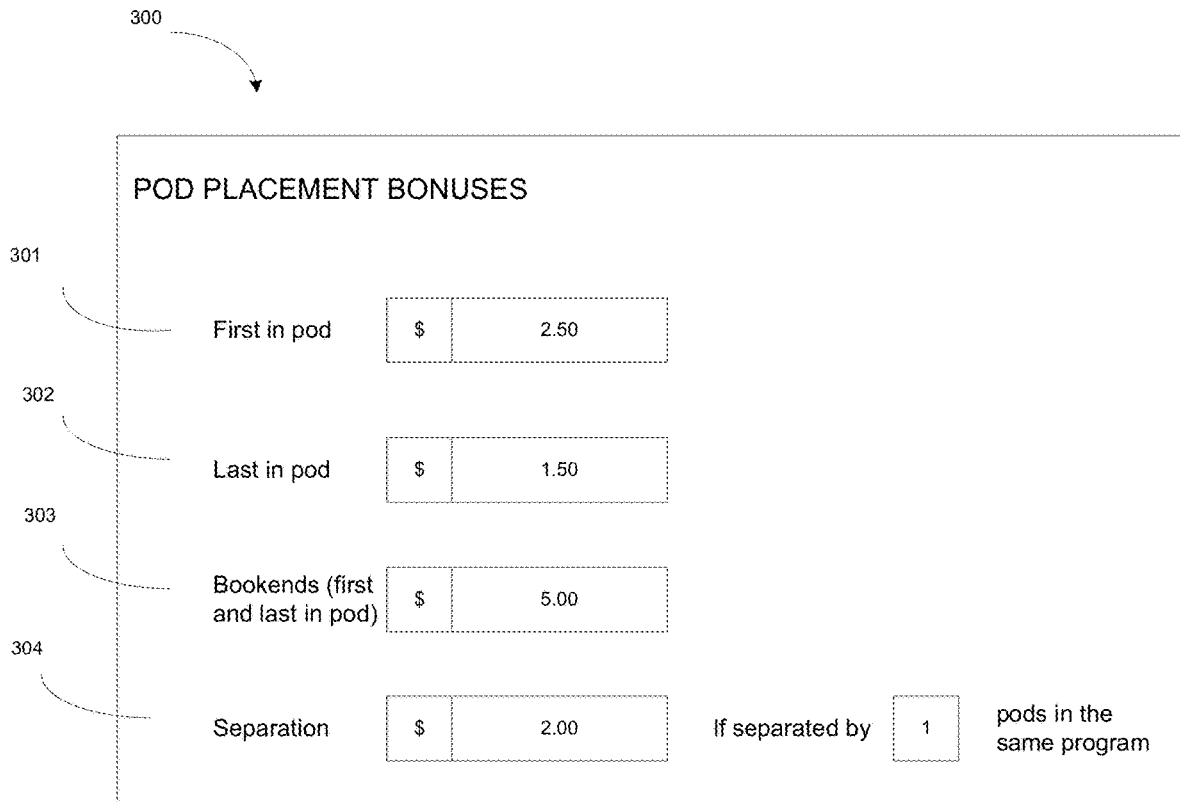 300
POD PLACEMENT BONUSES
301
First in pod $ 2.50
302
Last in pod $ 1.50
303
Bookends (first
and last in pod) $ 5.00
304
Separation $ 2.00 If separated by 1 pods in the
same program